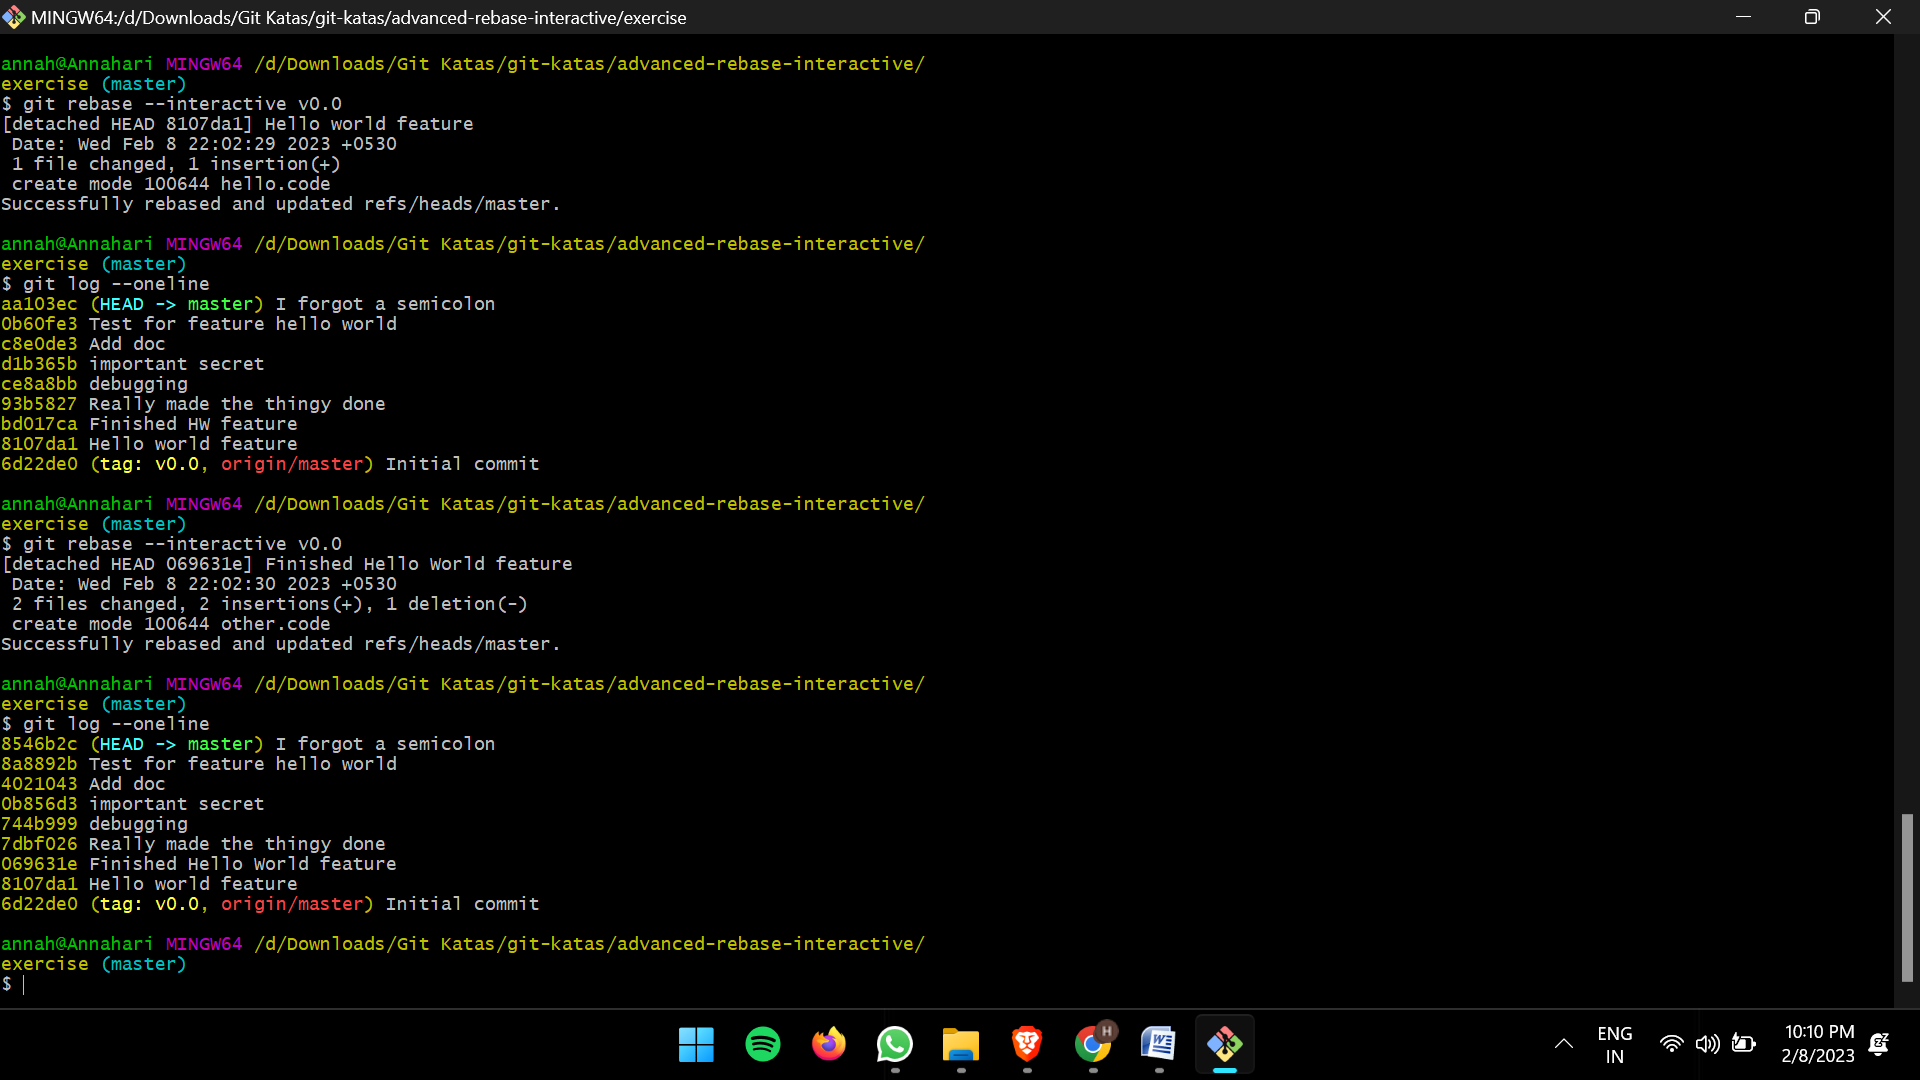 MINGW64:/d/Downloads/Git Katas/git-katas/advanced-rebase-interactive/exercise
annah@Annahari MINGW64 /d/Downloads/Git Katas/git-katas/advanced-rebase-interactive/
exercise (master)
$ git rebase --interactive v0.0
[detached HEAD 8107da1] Hello world feature
 Date: Wed Feb 8 22:02:29 2023 +0530
 1 file changed, 1 insertion(+)
 create mode 100644 hello.code
Successfully rebased and updated refs/heads/master.
annah@Annahari MINGW64 /d/Downloads/Git Katas/git-katas/advanced-rebase-interactive/
exercise (master)
$ git log --oneline
aa103ec (HEAD -> master) I forgot a semicolon
0b60fe3 Test for feature hello world
c8e0de3 Add doc
d1b365b important secret
ce8a8bb debugging
93b5827 Really made the thingy done
bd017ca Finished HW feature
8107da1 Hello world feature
6d22de0 (tag: v0.0, origin/master) Initial commit
annah@Annahari MINGW64 /d/Downloads/Git Katas/git-katas/advanced-rebase-interactive/
exercise (master)
$ git rebase --interactive v0.0
[detached HEAD 069631e] Finished Hello World feature
 Date: Wed Feb 8 22:02:30 2023 +0530
 2 files changed, 2 insertions(+), 1 deletion(-)
 create mode 100644 other.code
Successfully rebased and updated refs/heads/master.
annah@Annahari MINGW64 /d/Downloads/Git Katas/git-katas/advanced-rebase-interactive/
exercise (master)
$ git log --oneline
8546b2c (HEAD -> master) I forgot a semicolon
8a8892b Test for feature hello world
4021043 Add doc
0b856d3 important secret
744b999 debugging
7dbf026 Really made the thingy done
069631e Finished Hello World feature
8107da1 Hello world feature
6d22de0 (tag: v0.0, origin/master) Initial commit
annah@Annahari MINGW64 /d/Downloads/Git Katas/git-katas/advanced-rebase-interactive/
exercise (master)
$
H
W
ENG
IN
10:10 PM
2/8/2023